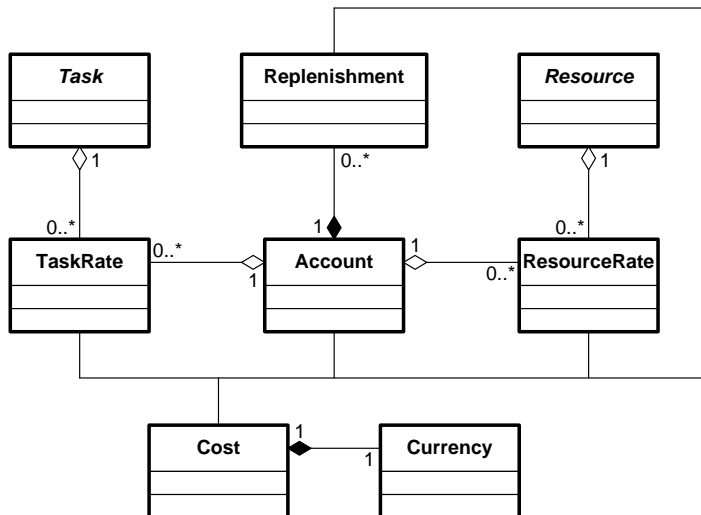 Task
Replenishment
Resource
1
0..*
1
0..*
0..*
0..*
1
1
TaskRate
Account
ResourceRate
1
0..*
Cost
1
1
Currency